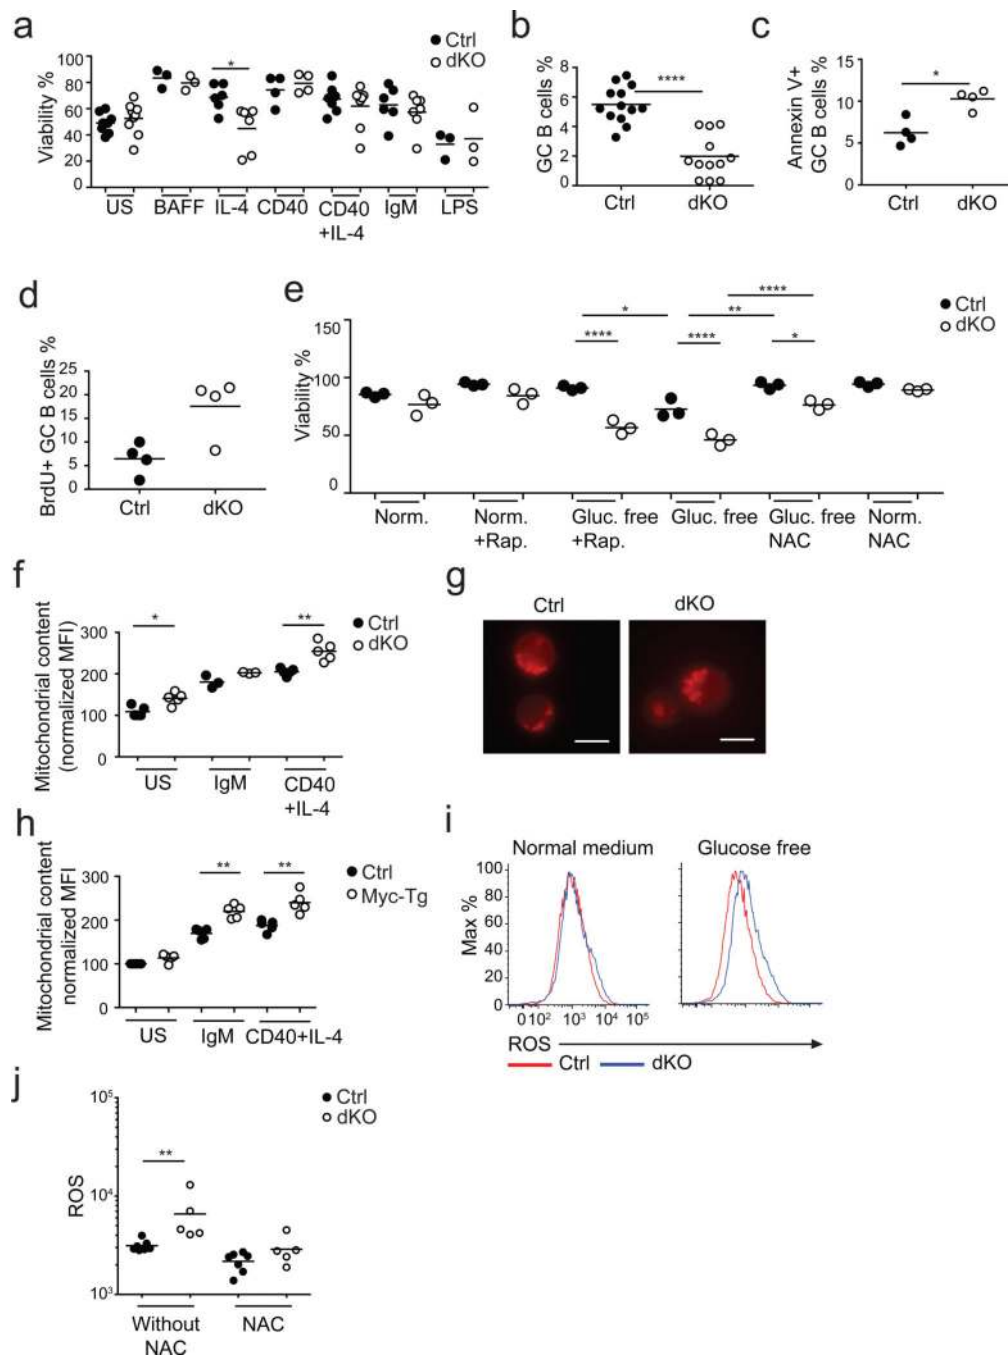 a
Ctrl
dKO
*
Viability %
100
80
60
40
20
0
US BAFF IL-4 CD40 CD40 +IL-4 IgM LPS
b
GC B cells %
8
6
4
2
0
****
Ctrl dKO
c
Annexin V+
GC B cells %
15
10
5
0
*
Ctrl dKO
d
BrdU+ GC B cells %
25
20
15
10
5
0
Ctrl dKO
e
Ctrl
dKO
Viability %
150
100
50
0
****
* **
**** **** *
Norm. Norm. +Rap. Gluc. free +Rap. Gluc. free Gluc. free NAC Norm. NAC
f
Ctrl
dKO
Mitochondrial content
(normalized MFI)
300
200
100
0
* **
US IgM CD40 +IL-4
g
Ctrl dKO
h
Ctrl
Myc-Tg
Mitochondrial content
normalized MFI
300
200
100
0
** **
US IgM CD40+IL-4
i
Normal medium Glucose free
Max %
100
80
60
40
20
0
0 10² 10³ 10⁴ 10⁵
ROS
Ctrl dKO
j
Ctrl
dKO
ROS
10⁵
10⁴
10³
**
Without NAC
NAC